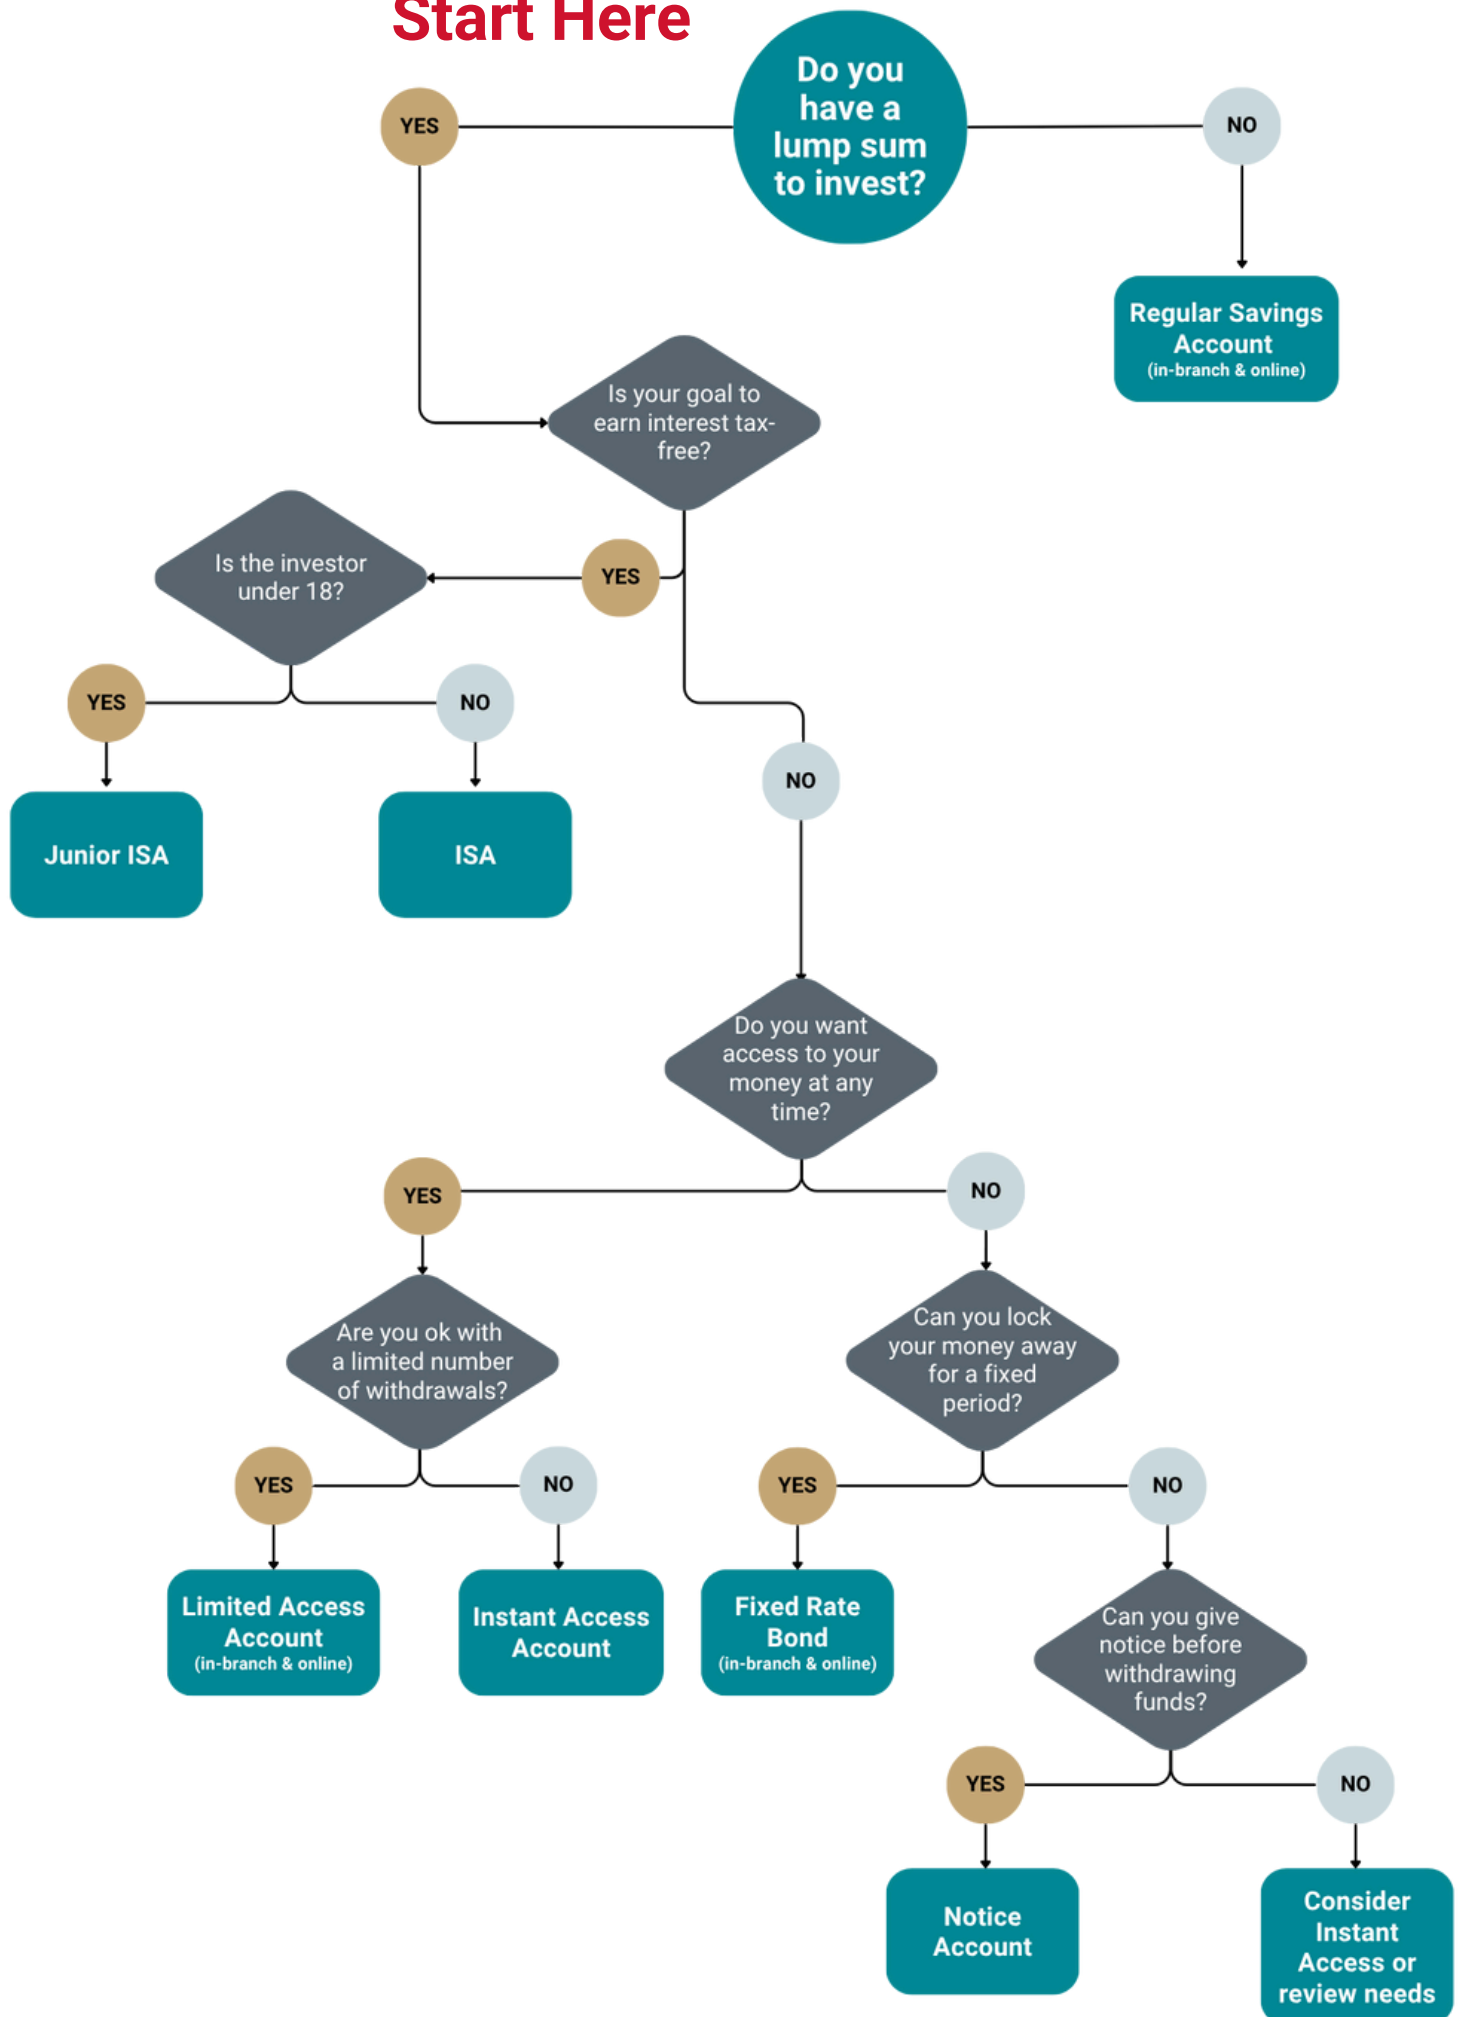 Start Here
Do you
have a
lump sum
to invest?
YES
NO
Regular Savings
Account
(in-branch & online)
Is your goal to
earn interest tax-
free?
YES
Is the investor
under 18?
YES
NO
NO
Junior ISA
ISA
Do you want
access to your
money at any
time?
YES
NO
Are you ok with
a limited number
of withdrawals?
Can you lock
your money away
for a fixed
period?
YES
NO
YES
NO
Limited Access
Account
(in-branch & online)
Instant Access
Account
Fixed Rate
Bond
(in-branch & online)
Can you give
notice before
withdrawing
funds?
YES
NO
Notice
Account
Consider
Instant
Access or
review needs